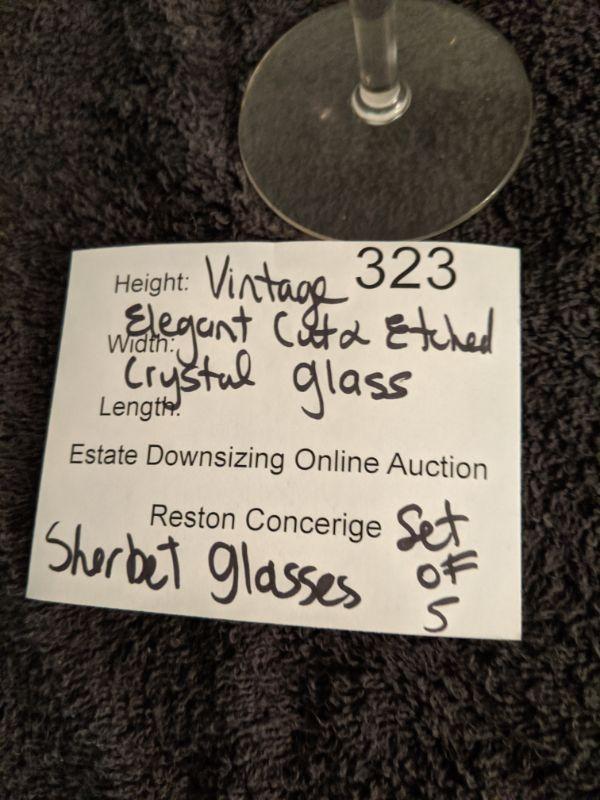 Height: Vintage 323
Elegant Cut & Etched
Width:
Crystal glass
Length:
Estate Downsizing Online Auction
Reston Concerige Set
Sherbet glasses OF
5